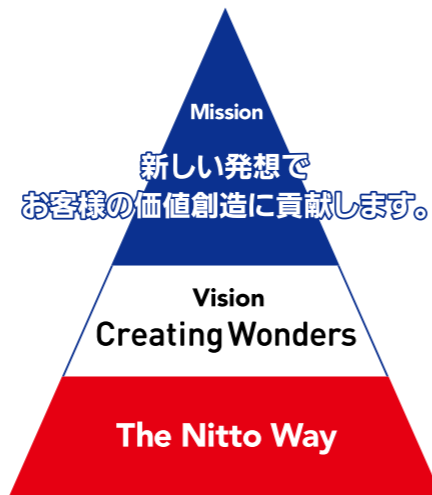 Mission
新しい発想で
お客様の価値創造に貢献します。
Vision
Creating Wonders
The Nitto Way